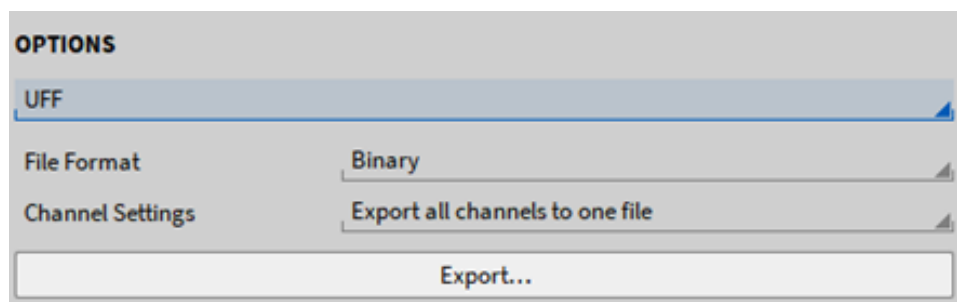 OPTIONS
UFF
File Format Binary
Channel Settings Export all channels to one file
Export...